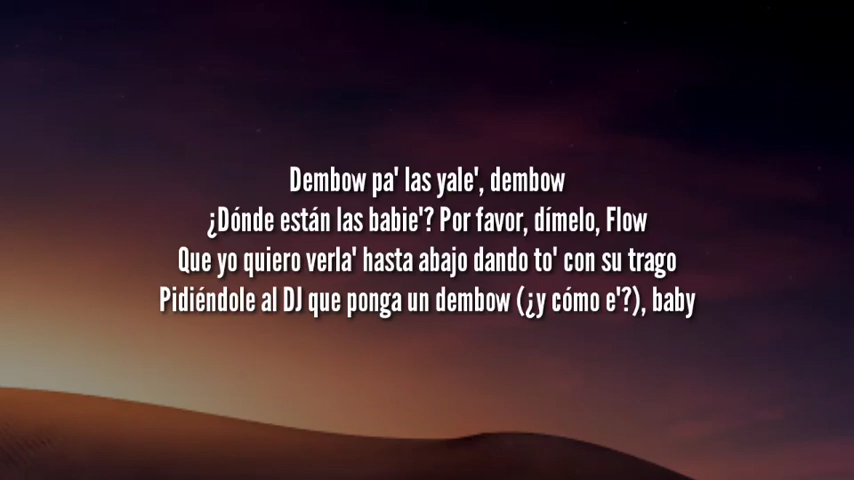 Dembow pa' las yale', dembow
¿Dónde están las babie'? Por favor, dímelo, Flow
Que yo quiero verla' hasta abajo dando to' con su trago
Pidiéndole al DJ que ponga un dembow (¿y cómo e'?), baby